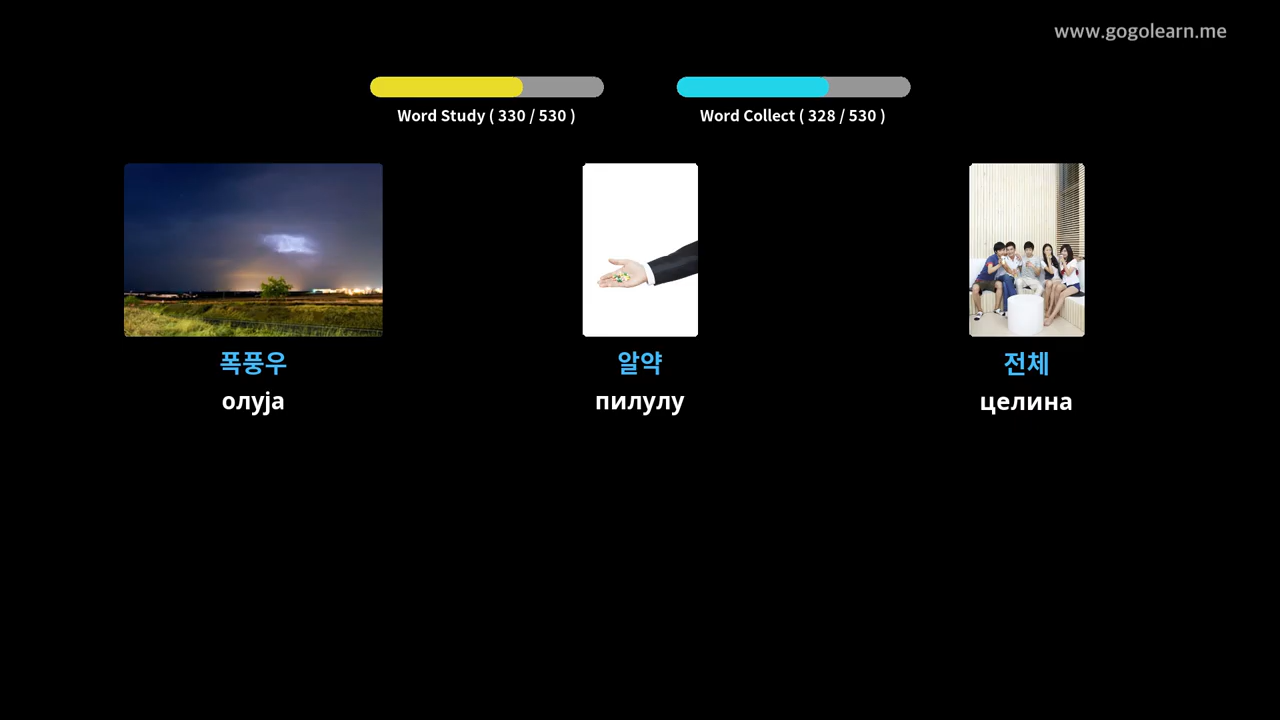 www.gogolearn.me
Word Study ( 330 / 530 )
Word Collect ( 328 / 530 )
폭풍우
알약
전체
олуја
пилулу
целина